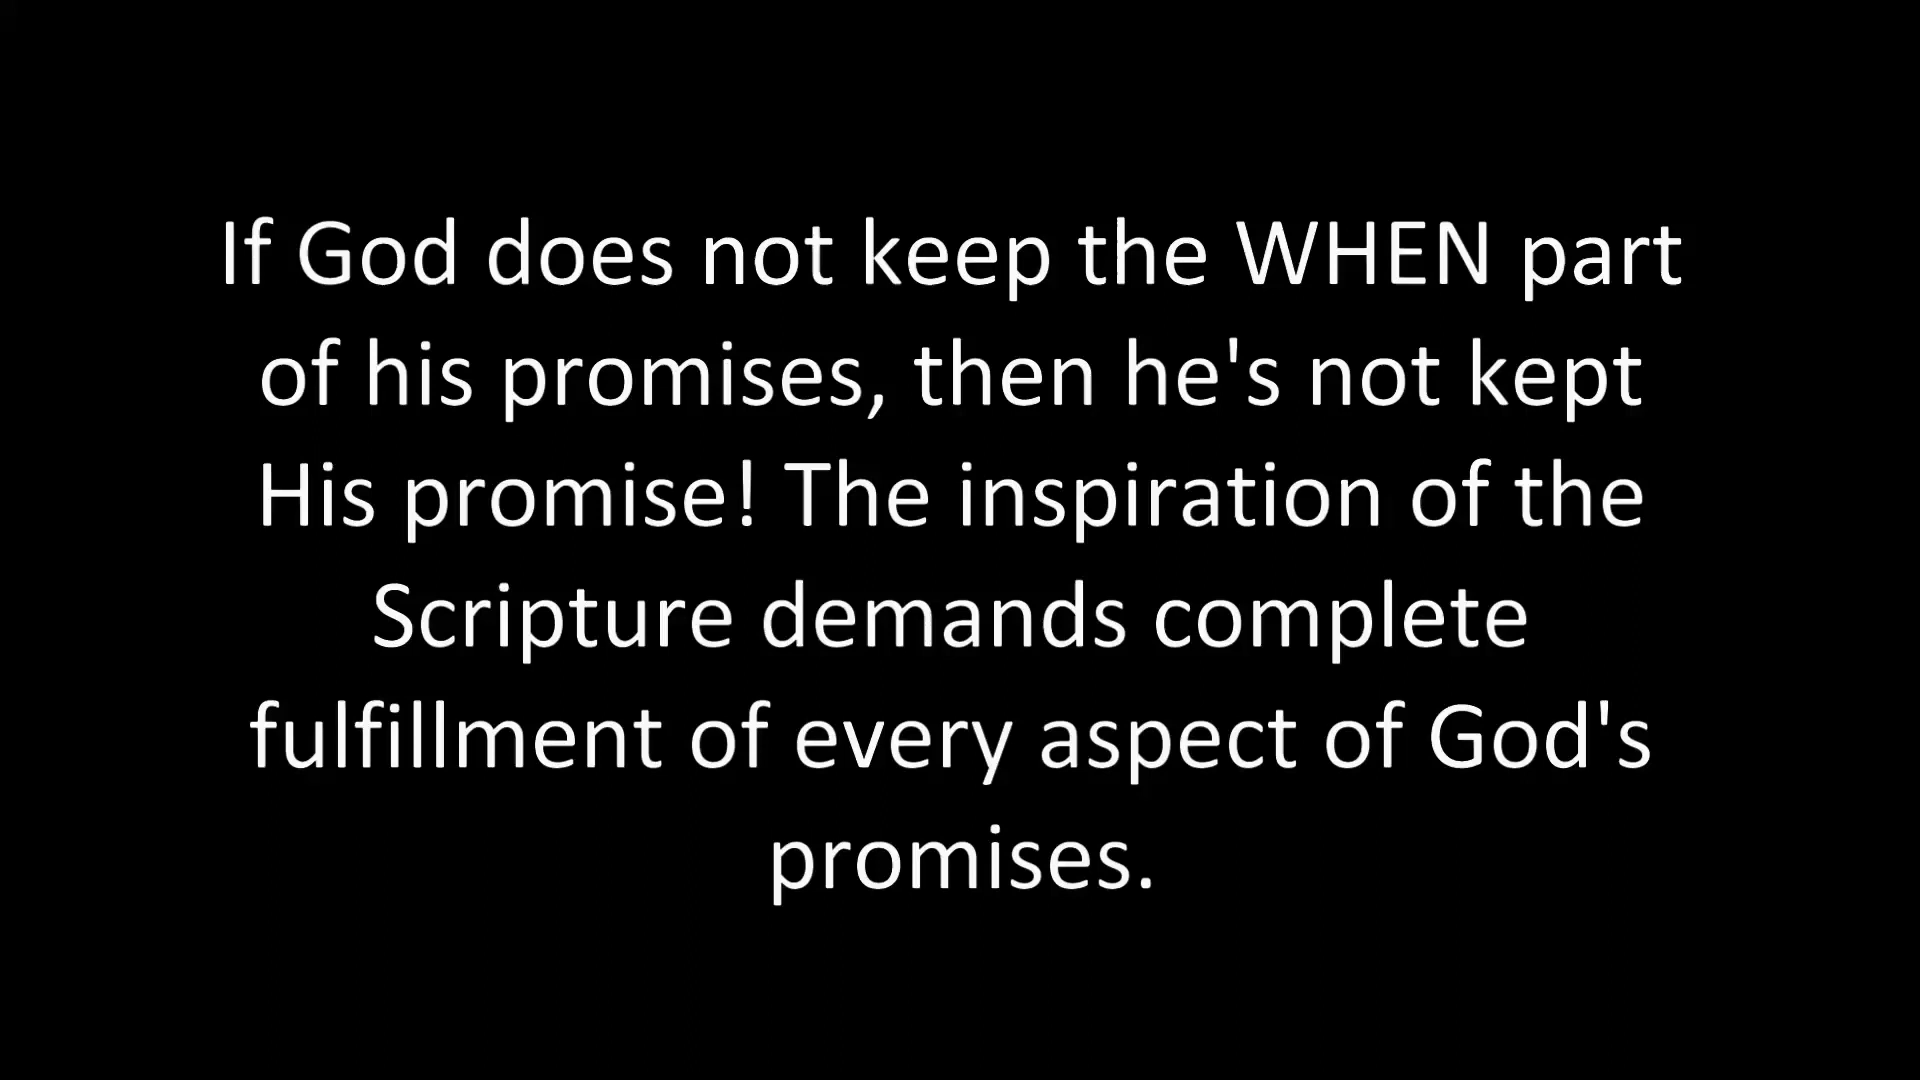 If God does not keep the WHEN part
of his promises, then he's not kept
His promise! The inspiration of the
Scripture demands complete
fulfillment of every aspect of God's
promises.